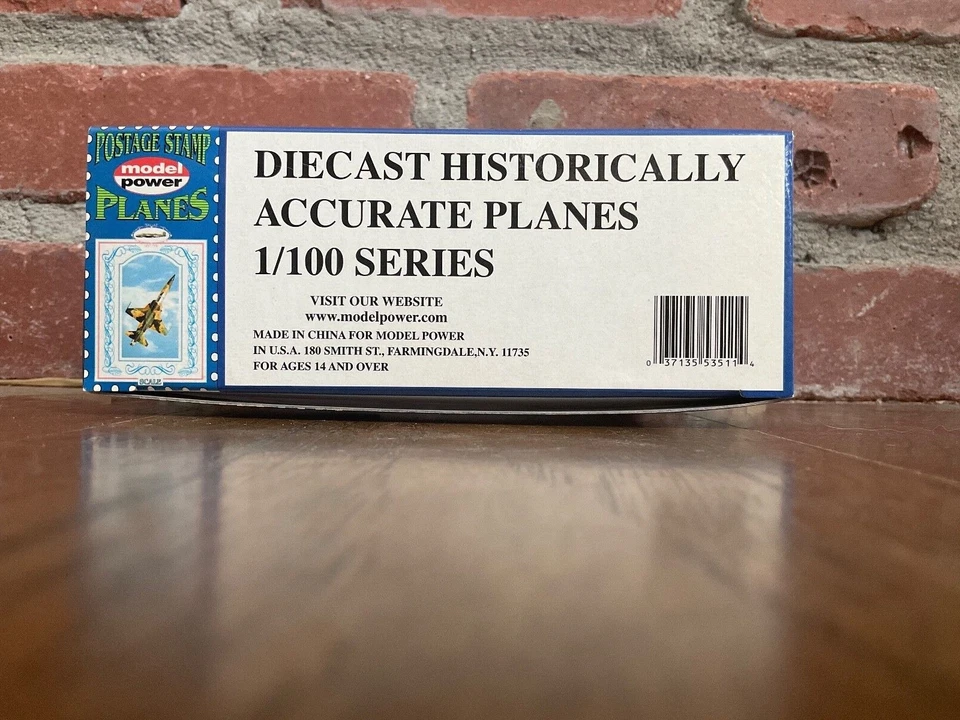 POSTAGE STAMP
model
power
PLANES
SCALE
DIECAST HISTORICALLY
ACCURATE PLANES
1/100 SERIES
VISIT OUR WEBSITE
www.modelpower.com
MADE IN CHINA FOR MODEL POWER
IN U.S.A. 180 SMITH ST., FARMINGDALE,N.Y. 11735
FOR AGES 14 AND OVER
0 37135 53511 4